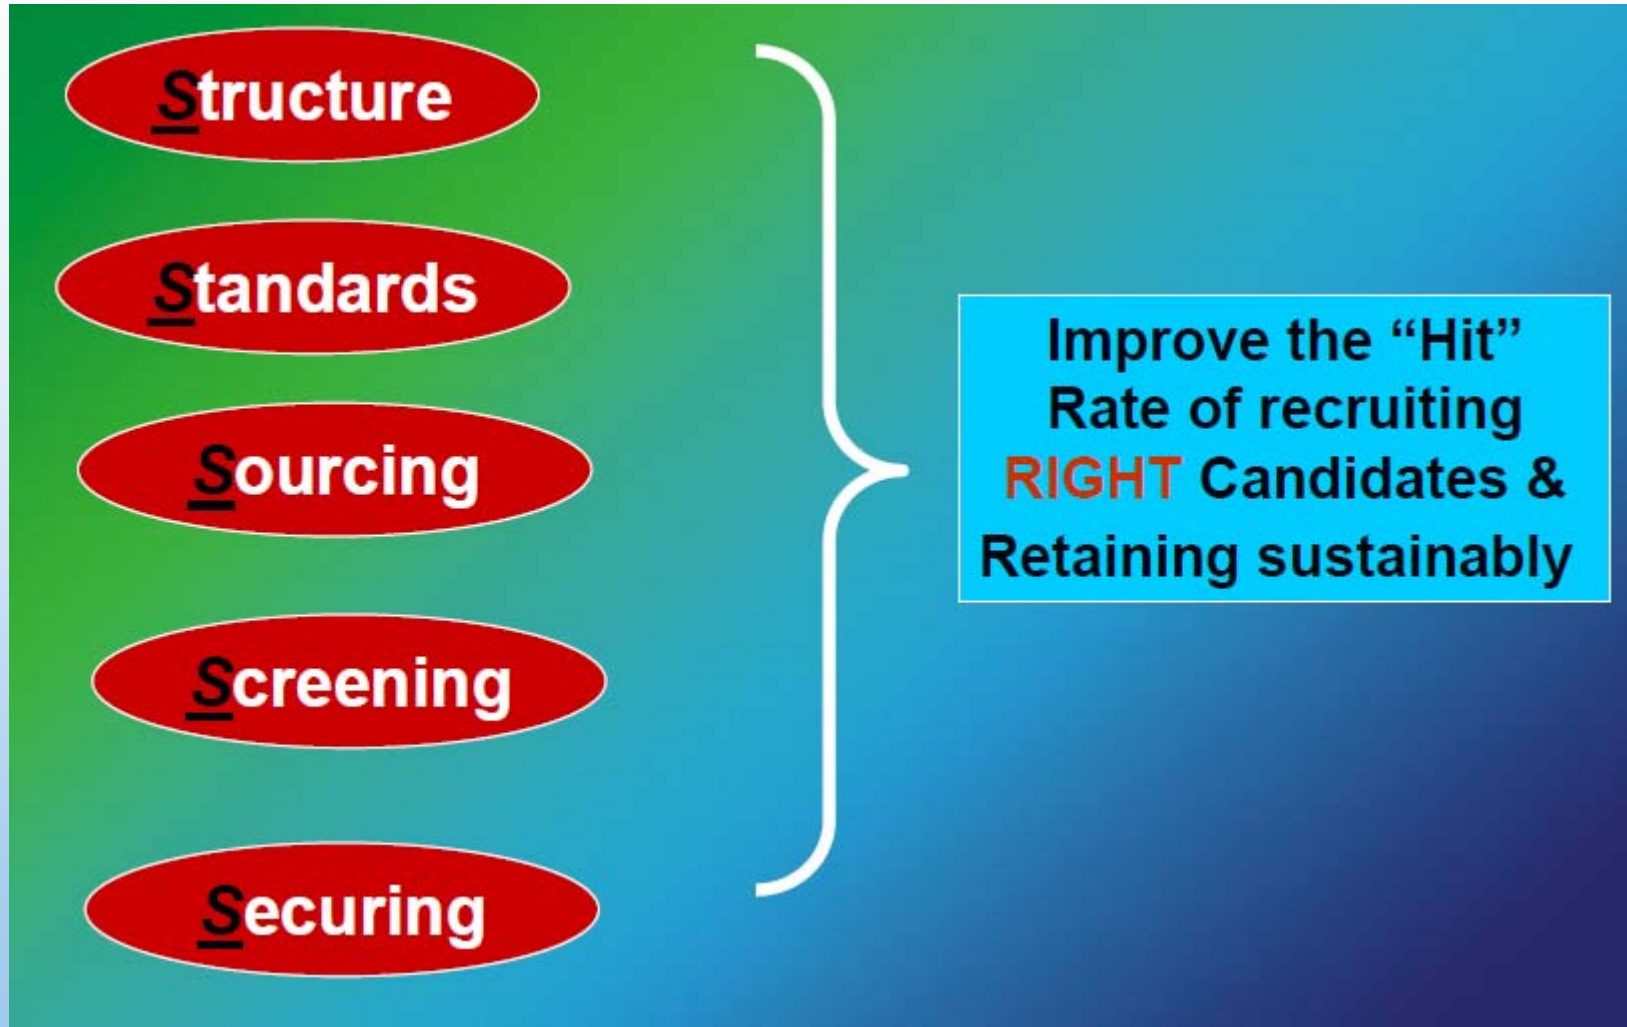 Structure
Standards
Sourcing
Screening
Securing
Improve the “Hit”
Rate of recruiting
RIGHT Candidates &
Retaining sustainably